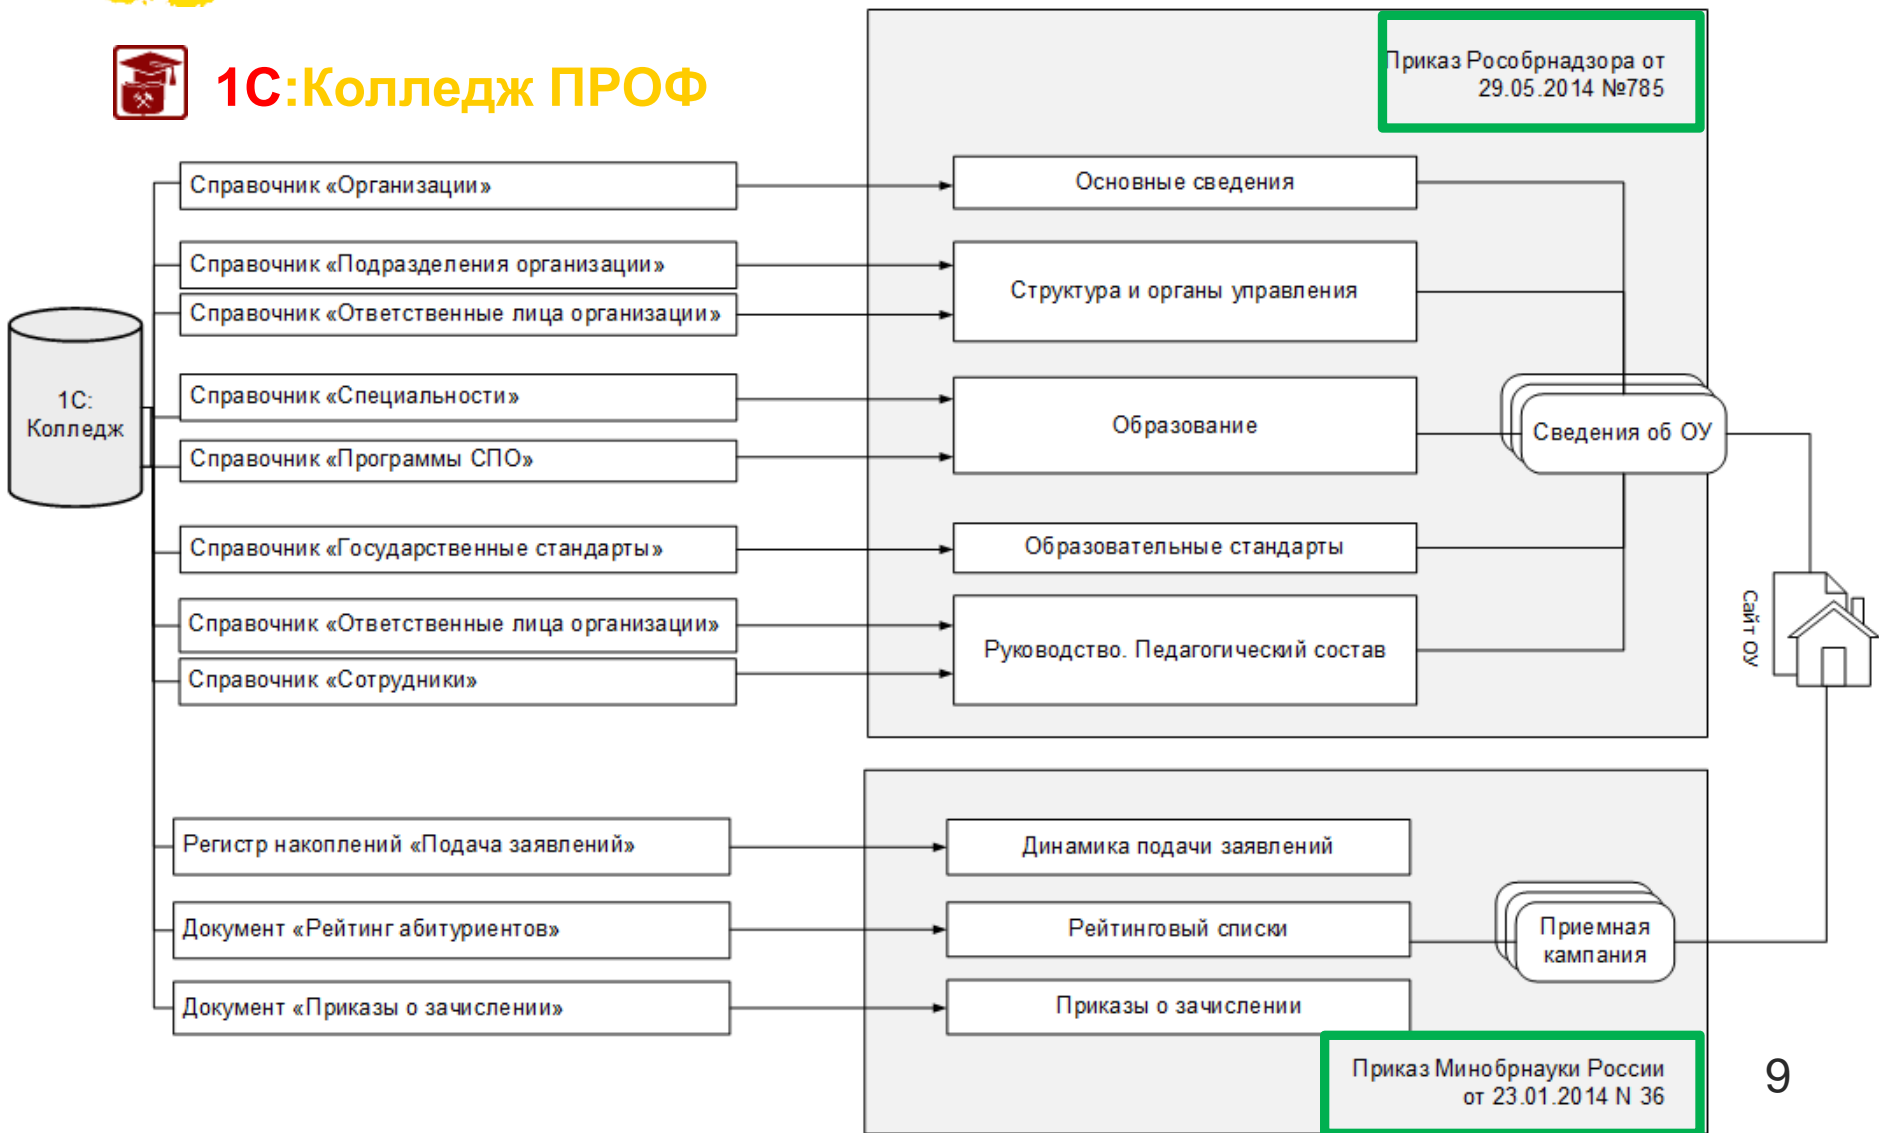 1С:Колледж ПРОФ
Приказ Рособрнадзора от
29.05.2014 №785
Справочник «Организации»
Основные сведения
Справочник «Подразделения организации»
Справочник «Ответственные лица организации»
Структура и органы управления
1С:
Колледж
Справочник «Специальности»
Справочник «Программы СПО»
Образование
Сведения об ОУ
Справочник «Государственные стандарты»
Образовательные стандарты
Справочник «Ответственные лица организации»
Справочник «Сотрудники»
Руководство. Педагогический состав
Сайт ОУ
Регистр накоплений «Подача заявлений»
Динамика подачи заявлений
Документ «Рейтинг абитуриентов»
Рейтинговый списки
Приемная
кампания
Документ «Приказы о зачислении»
Приказы о зачислении
Приказ Минобрнауки России
от 23.01.2014 N 36
9